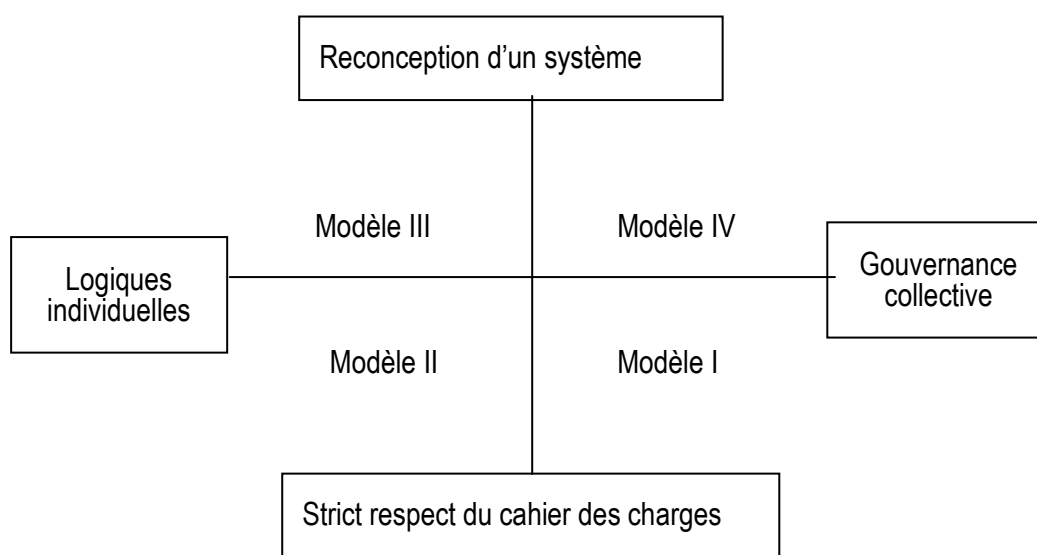 Reconception d’un système
Modèle III
Modèle IV
Logiques
individuelles
Gouvernance
collective
Modèle II
Modèle I
Strict respect du cahier des charges